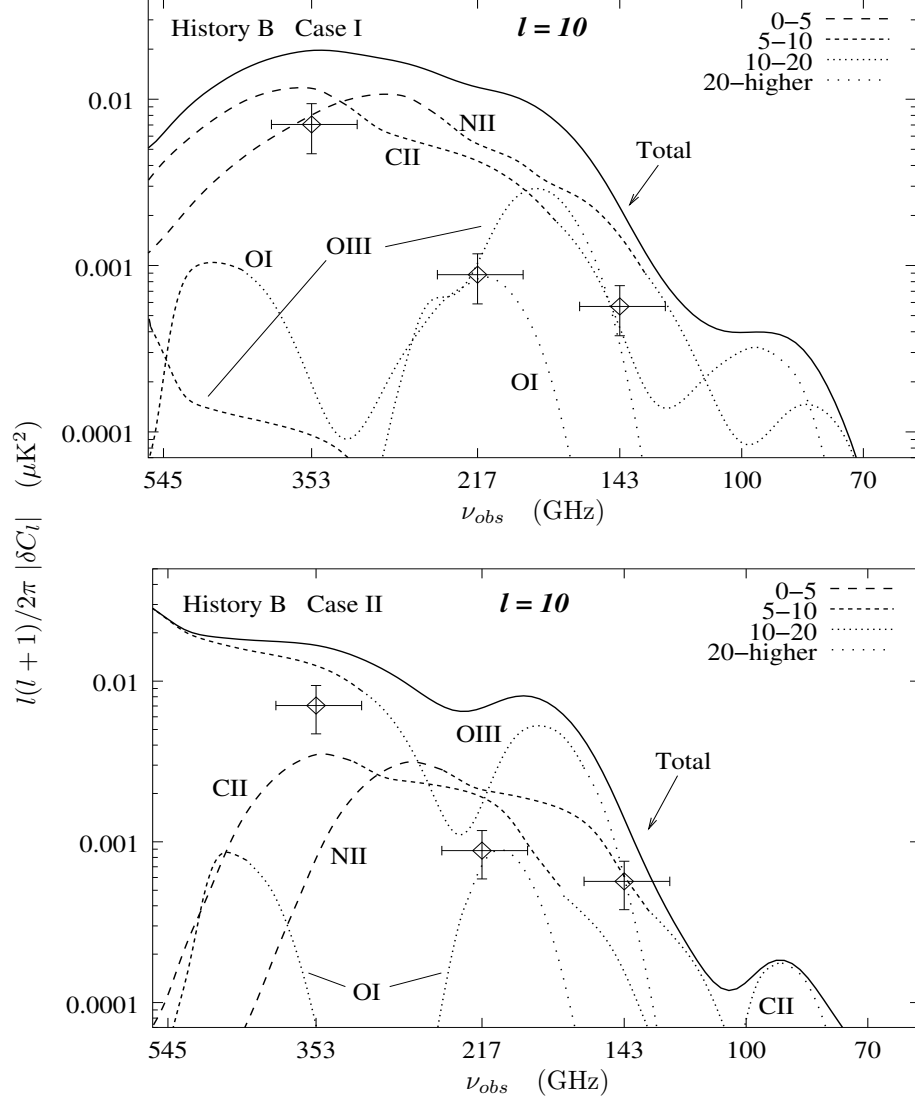 History B Case I l = 10
0−5
5−10
10−20
20−higher
0.01
0.001
0.0001
NII
CII
Total
OIII
OI
OI
545 353 217 143 100 70
ν_obs (GHz)
l(l + 1)/2π |δC_l| (μK²)
History B Case II l = 10
0−5
5−10
10−20
20−higher
0.01
0.001
0.0001
OIII
Total
CII
NII
OI
CII
545 353 217 143 100 70
ν_obs (GHz)